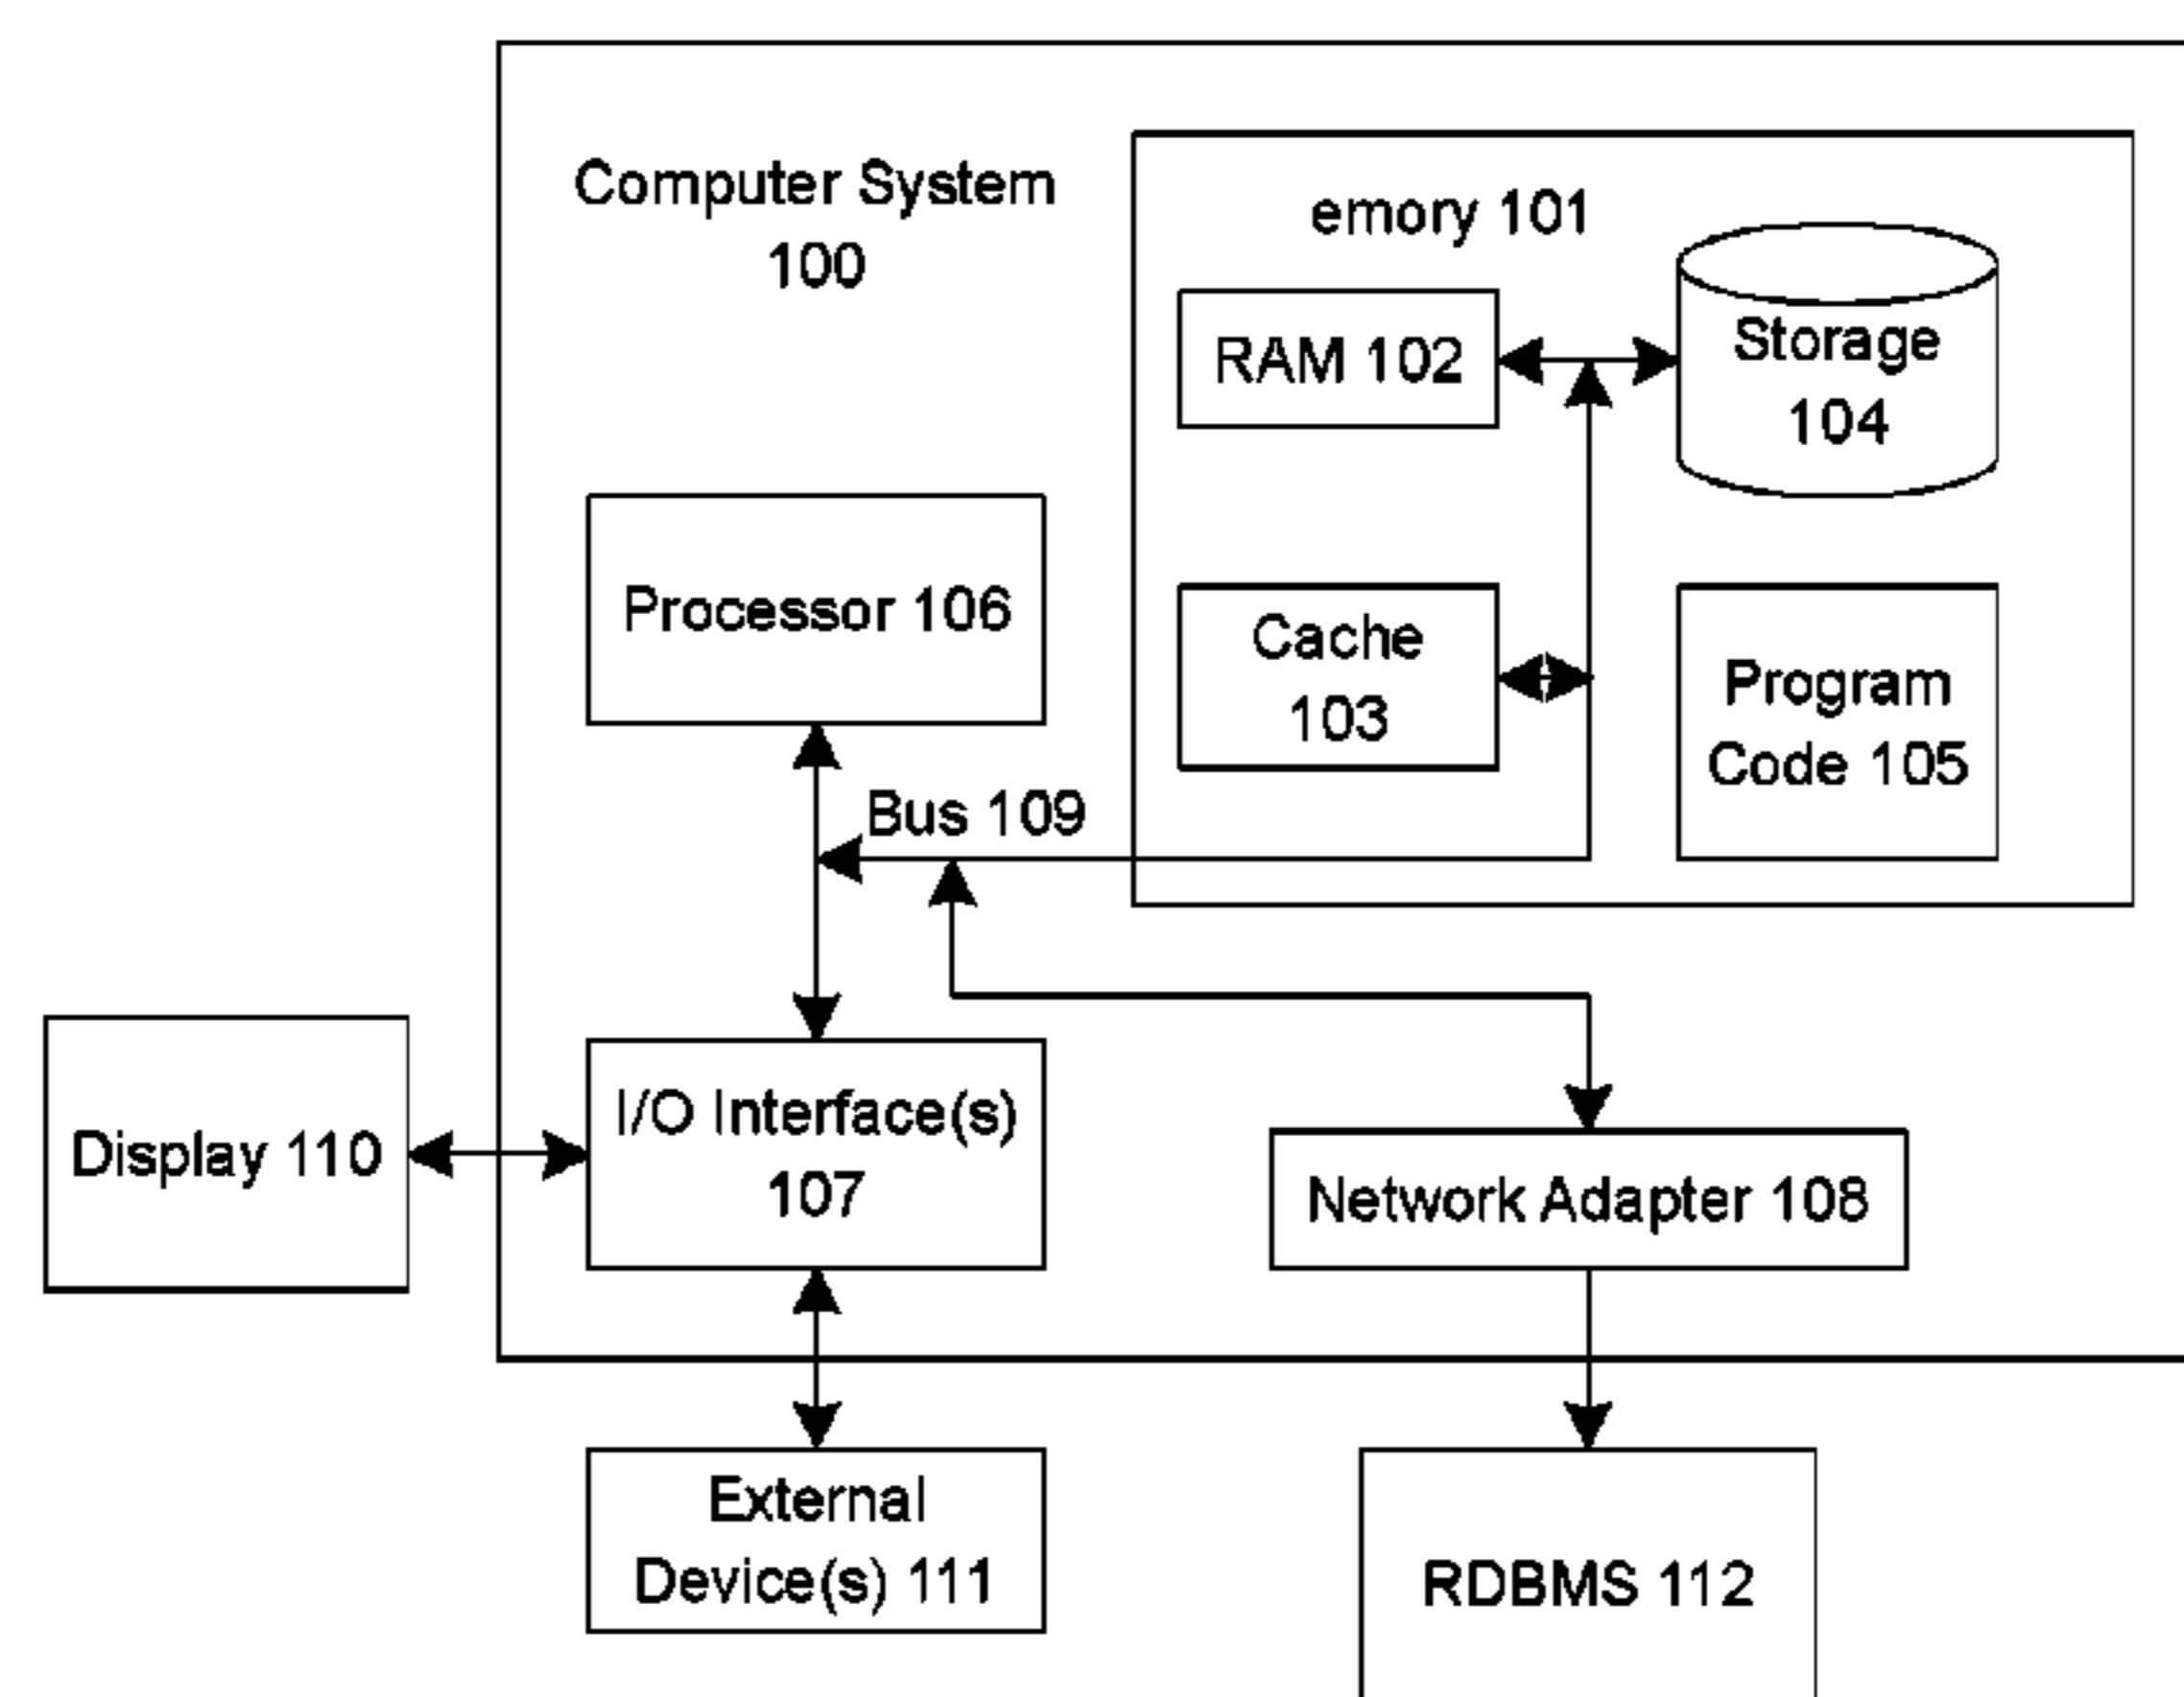 Computer System
100
emory 101
RAM 102
Storage
104
Processor 106
Cache
103
Program
Code 105
Bus 109
Display 110
I/O Interface(s)
107
Network Adapter 108
External
Device(s) 111
RDBMS 112